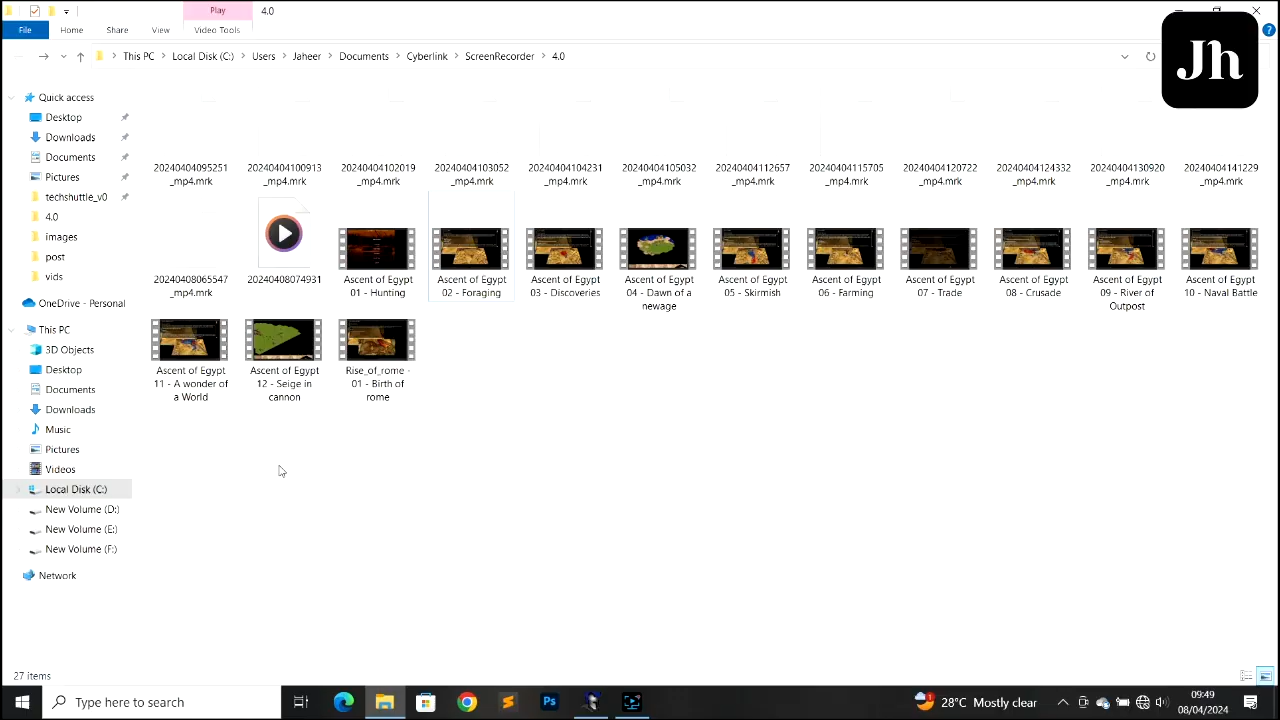 Play
4.0
File
Home
Share
View
Video Tools
?
This PC
Local Disk (C:)
Users
Jaheer
Documents
Cyberlink
ScreenRecorder
4.0
Jh
Quick access
Desktop
Downloads
Documents
Pictures
techshuttle_v0
4.0
images
post
vids
OneDrive - Personal
This PC
3D Objects
Desktop
Documents
Downloads
Music
Pictures
Videos
Local Disk (C:)
New Volume (D:)
New Volume (E:)
New Volume (F:)
Network
20240404095251
_mp4.mrk
20240404100913
_mp4.mrk
20240404102019
_mp4.mrk
20240404103052
_mp4.mrk
20240404104231
_mp4.mrk
20240404105032
_mp4.mrk
20240404112657
_mp4.mrk
20240404115705
_mp4.mrk
20240404120722
_mp4.mrk
20240404124332
_mp4.mrk
20240404130920
_mp4.mrk
20240404141229
_mp4.mrk
20240408065547
_mp4.mrk
20240408074931
Ascent of Egypt
01 - Hunting
Ascent of Egypt
02 - Foraging
Ascent of Egypt
03 - Discoveries
Ascent of Egypt
04 - Dawn of a
newage
Ascent of Egypt
05 - Skirmish
Ascent of Egypt
06 - Farming
Ascent of Egypt
07 - Trade
Ascent of Egypt
08 - Crusade
Ascent of Egypt
09 - River of
Outpost
Ascent of Egypt
10 - Naval Battle
Ascent of Egypt
11 - A wonder of
a World
Ascent of Egypt
12 - Seige in
cannon
Rise_of_rome -
01 - Birth of
rome
27 items
Type here to search
Ps
1
28°C Mostly clear
09:49
08/04/2024